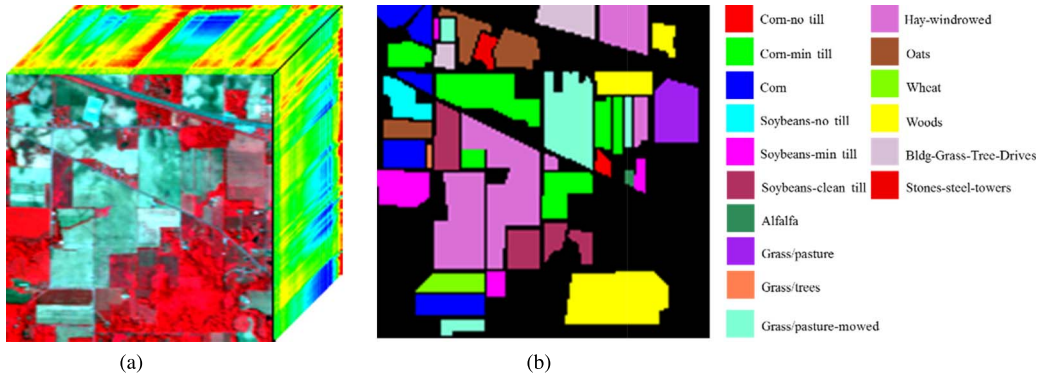 Corn-no till
Corn-min till
Corn
Soybeans-no till
Soybeans-min till
Soybeans-clean till
Alfalfa
Grass/pasture
Grass/trees
Grass/pasture-mowed
Hay-windrowed
Oats
Wheat
Woods
Bldg-Grass-Tree-Drives
Stones-steel-towers
(a)
(b)